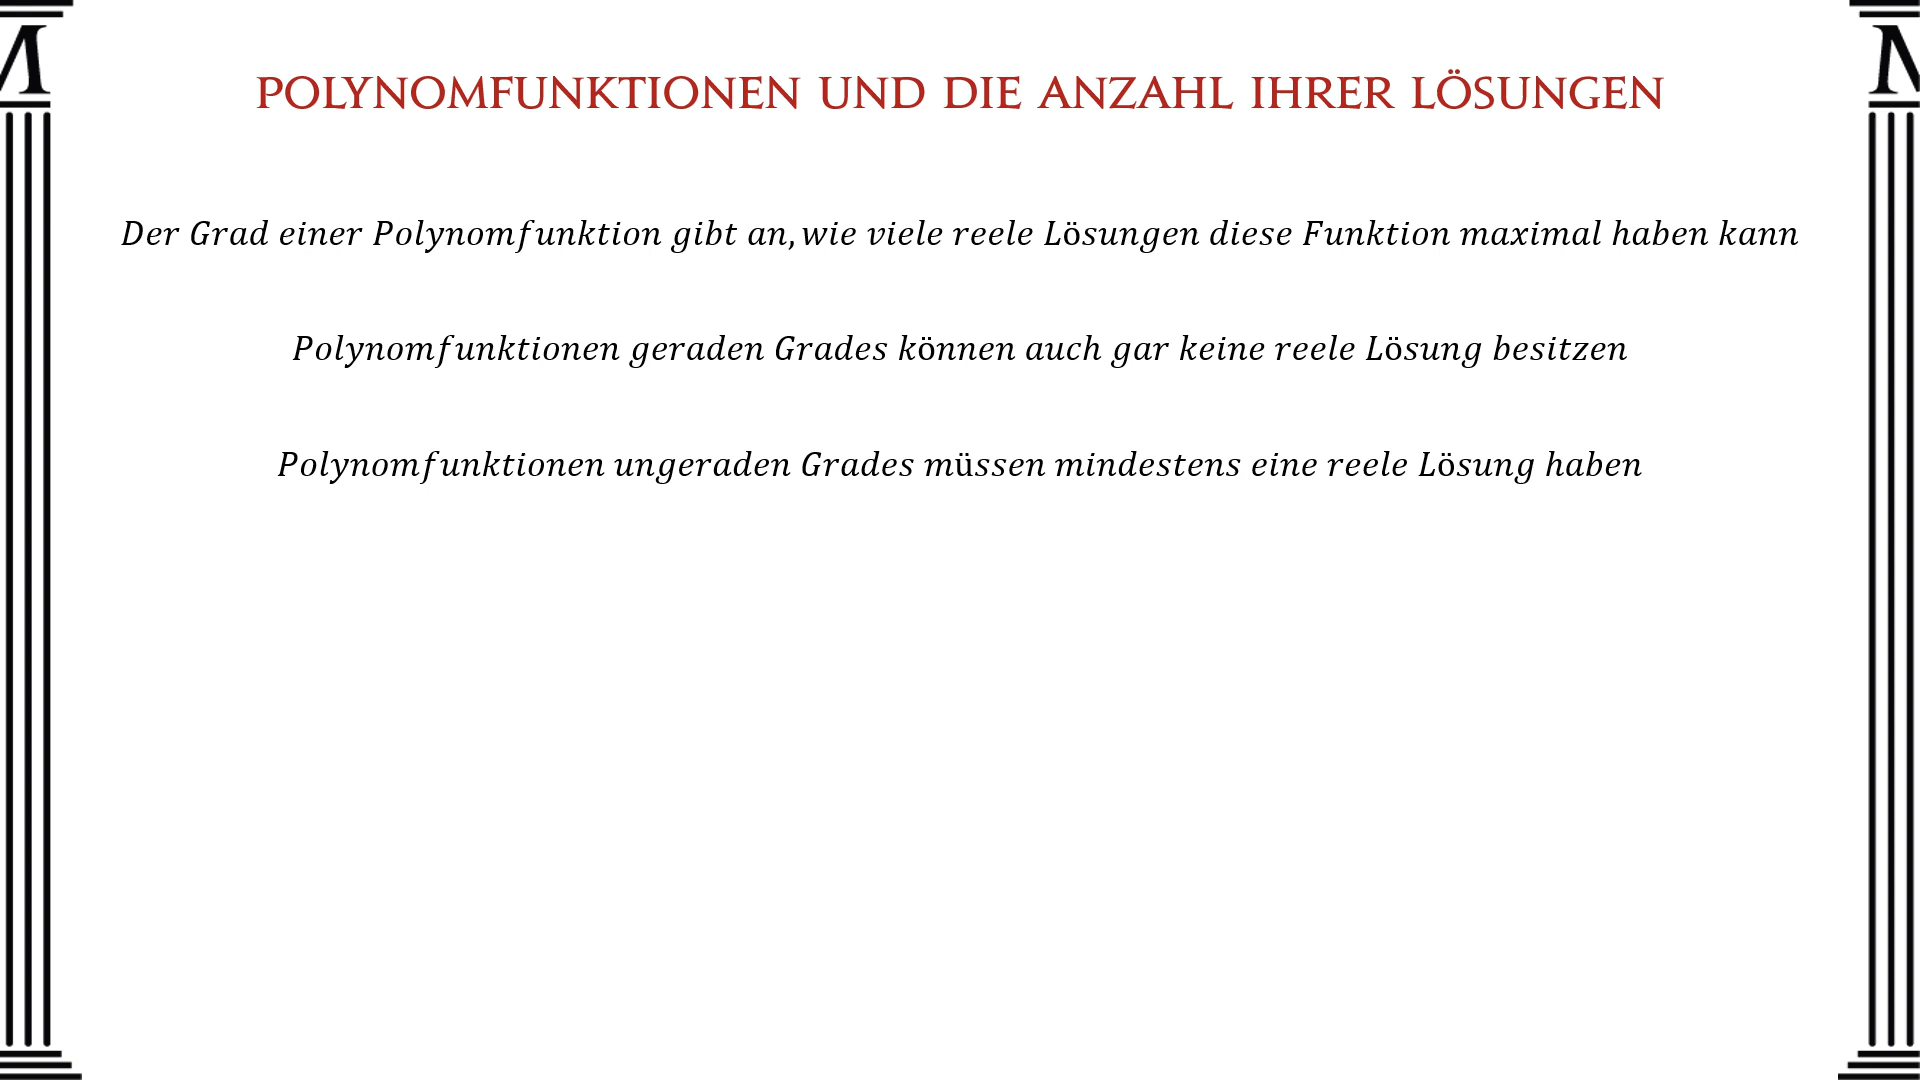 M
M
POLYNOMFUNKTIONEN UND DIE ANZAHL IHRER LÖSUNGEN
Der Grad einer Polynomfunktion gibt an, wie viele reele Lösungen diese Funktion maximal haben kann
Polynomfunktionen geraden Grades können auch gar keine reele Lösung besitzen
Polynomfunktionen ungeraden Grades müssen mindestens eine reele Lösung haben